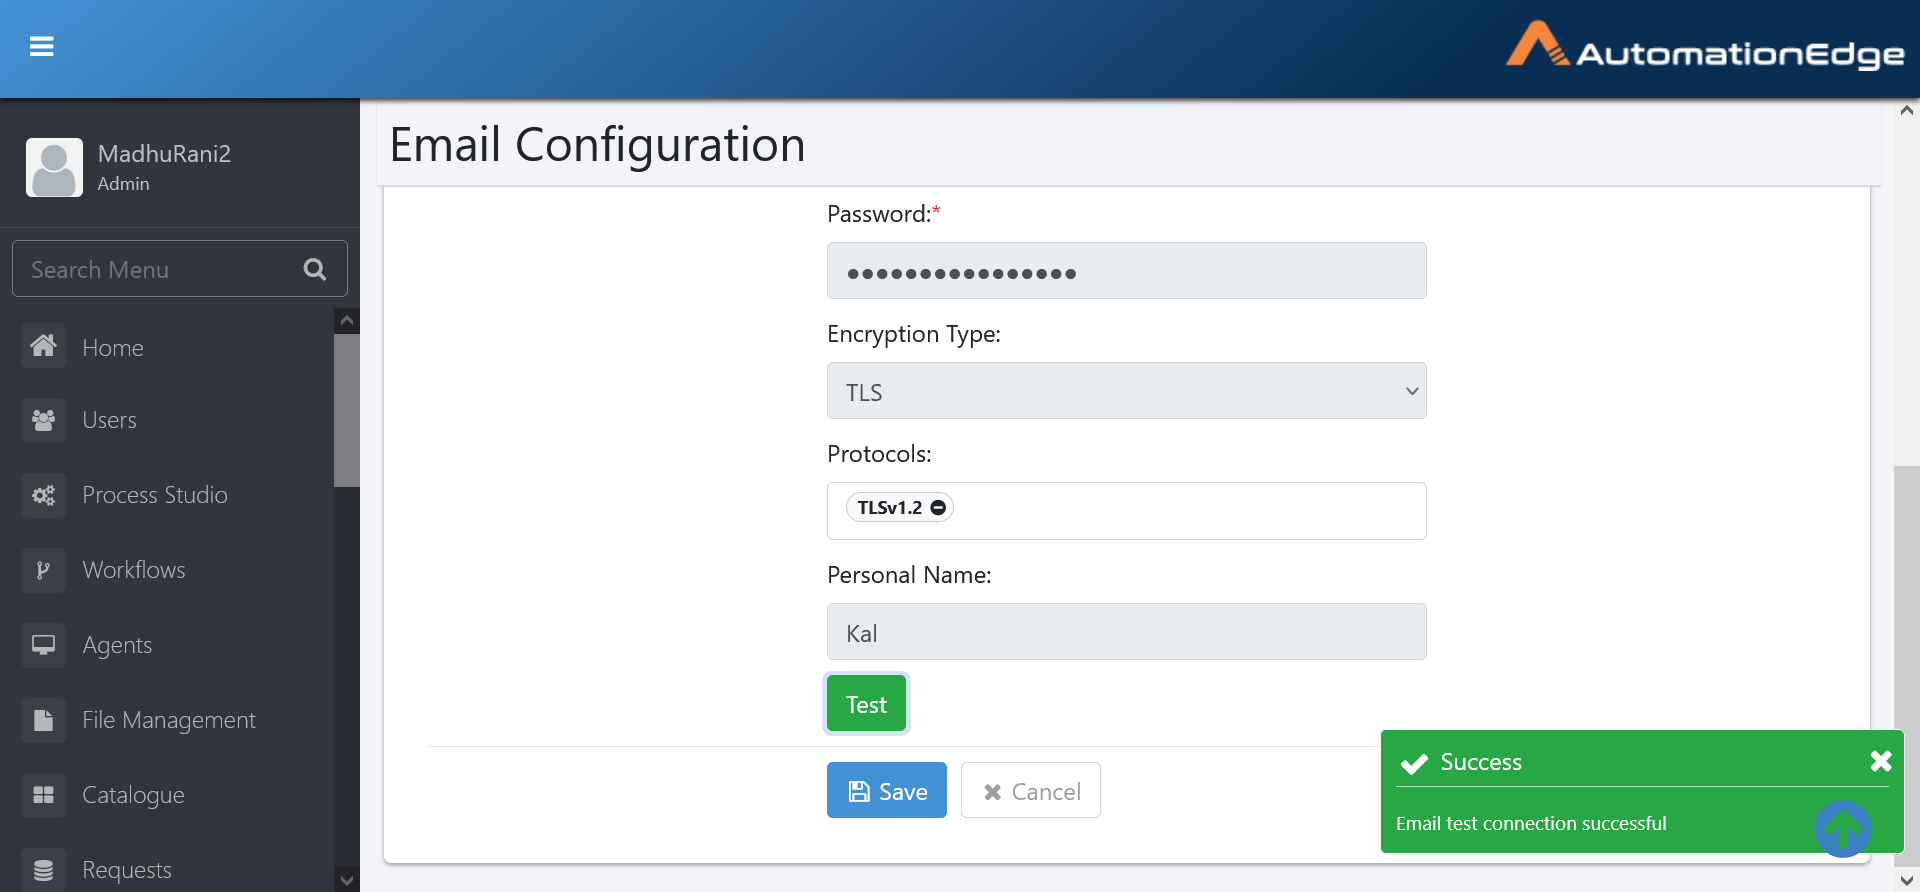 AutomationEdge
MadhuRani2
Admin
Search Menu
Home
Users
Process Studio
Workflows
Agents
File Management
Catalogue
Requests
Email Configuration
Password:*
Encryption Type:
TLS
Protocols:
TLSv1.2
Personal Name:
Kal
Test
Save
Cancel
Success
Email test connection successful